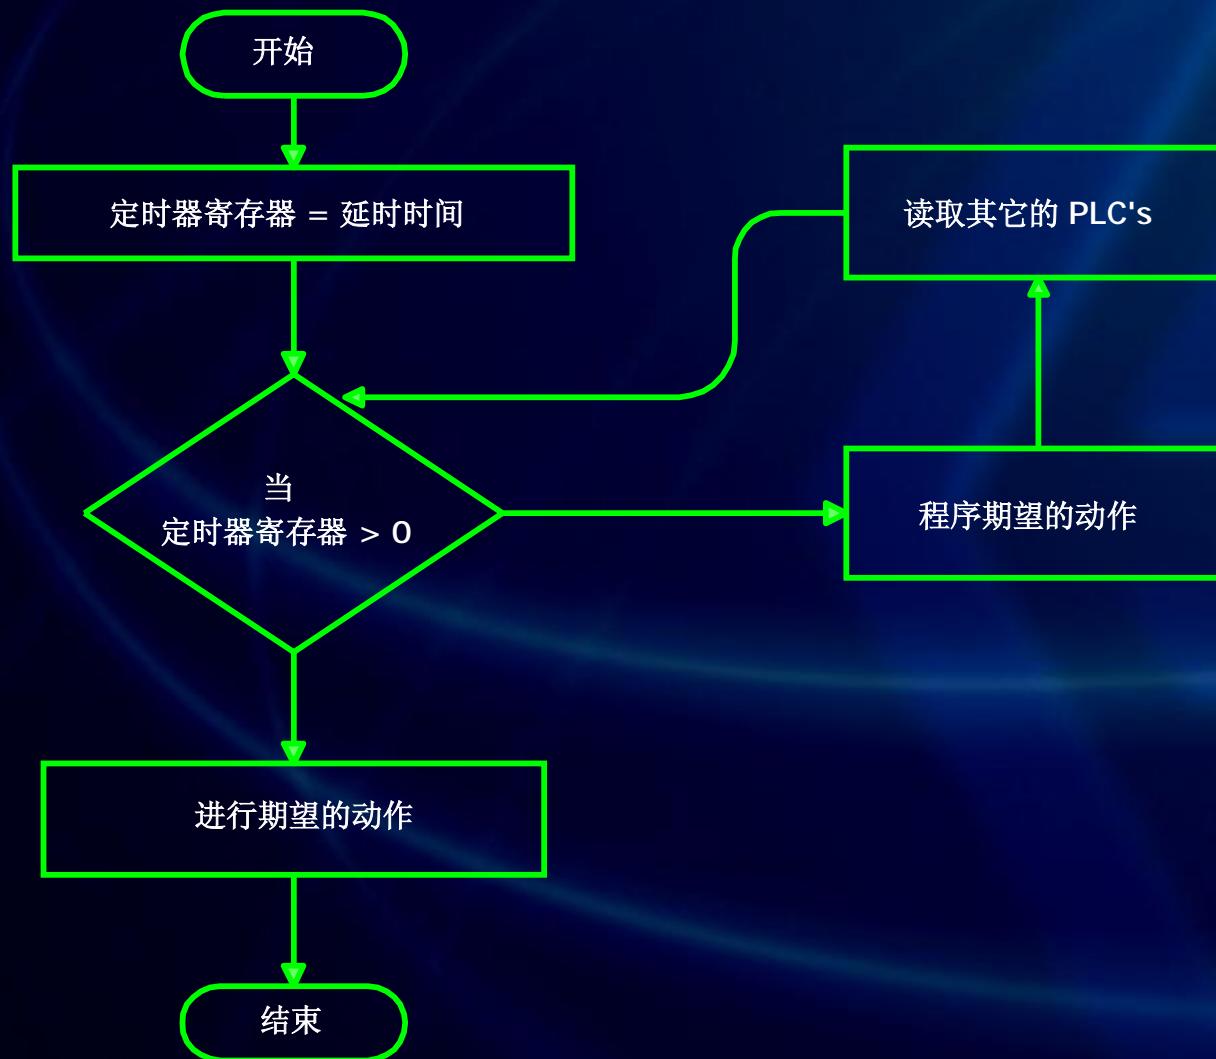 开始
定时器寄存器 = 延时时间
读取其它的 PLC's
当
定时器寄存器 > 0
程序期望的动作
进行期望的动作
结束